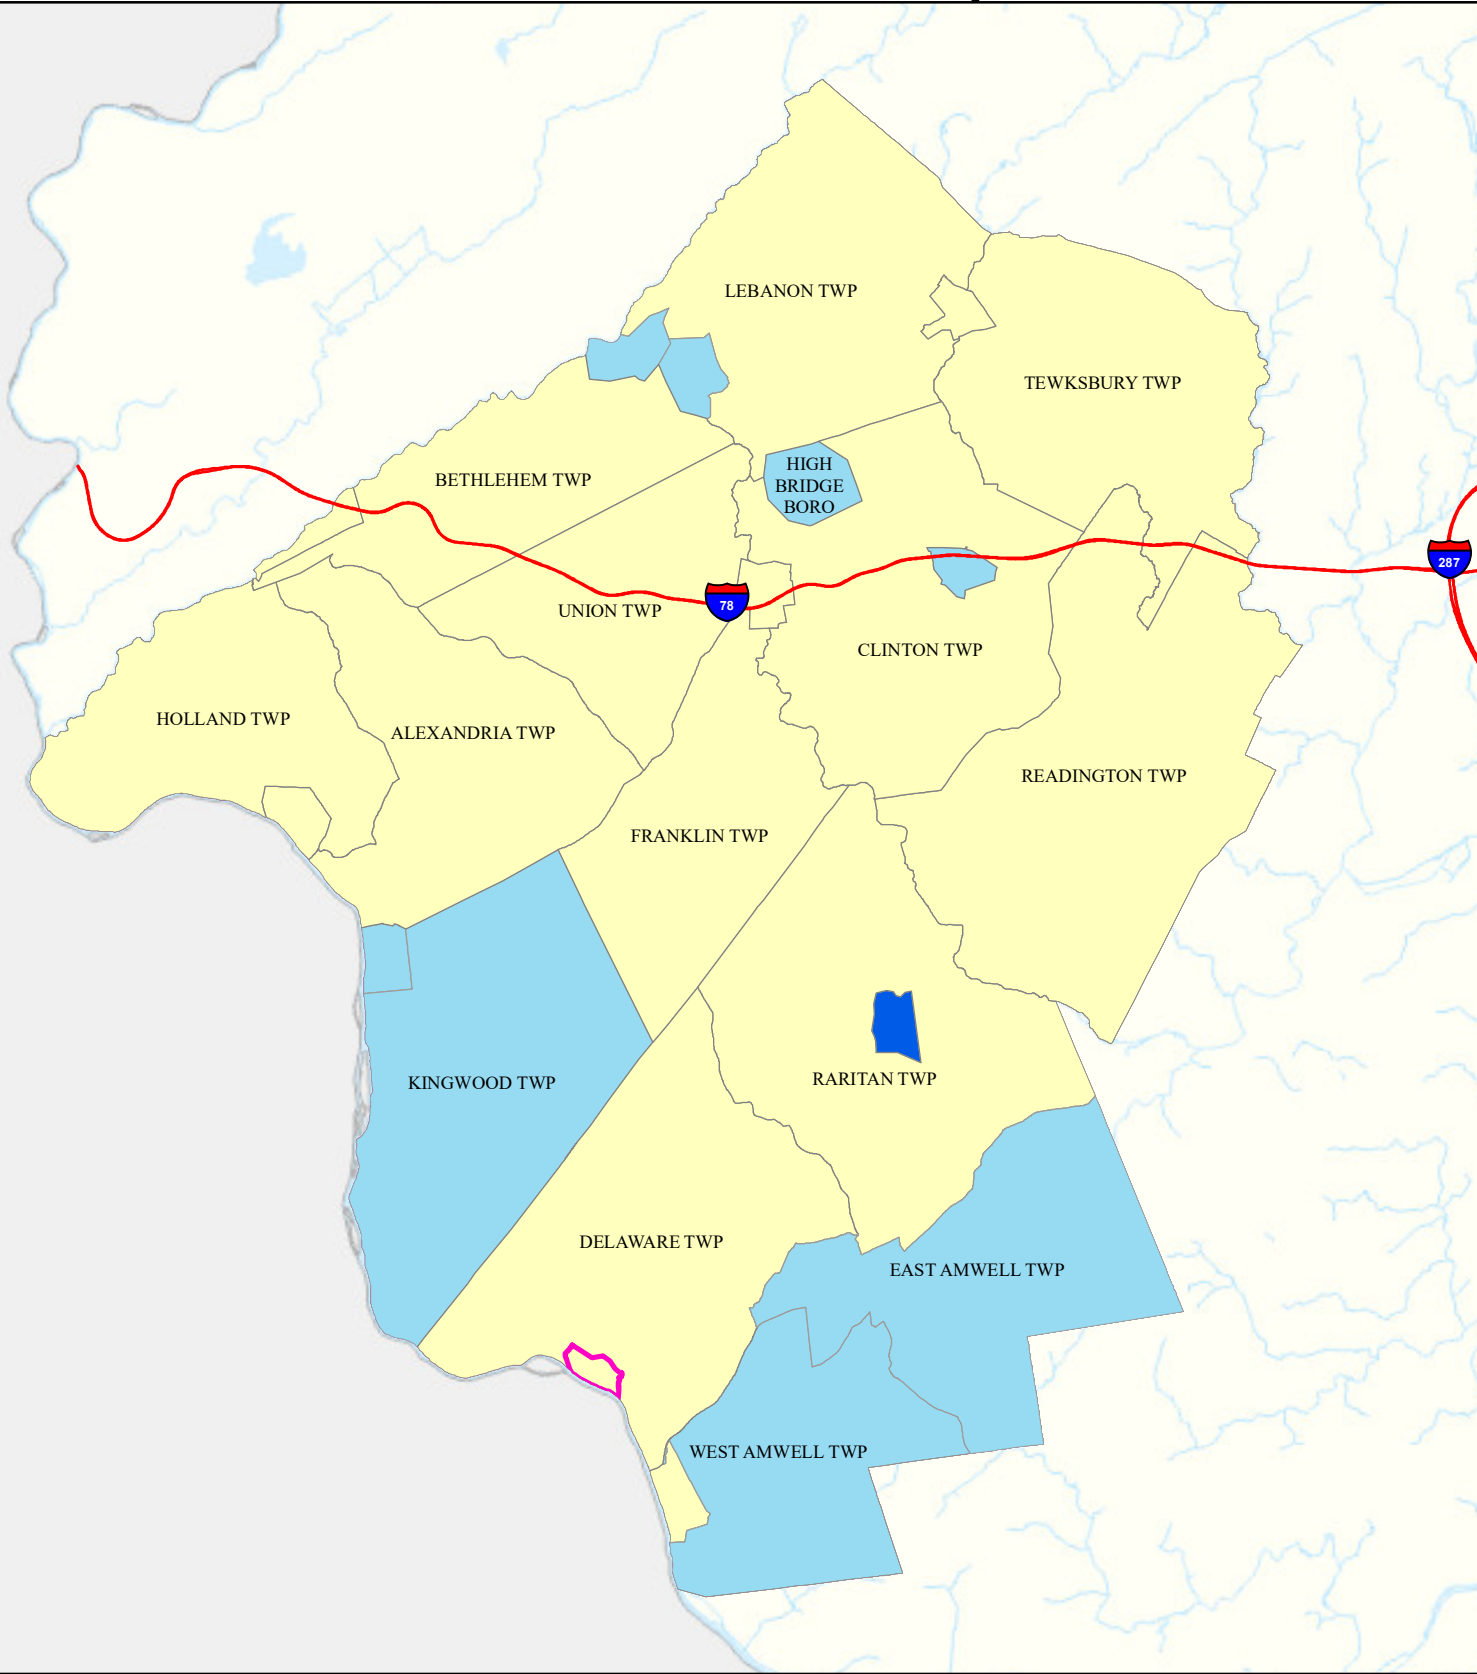 LEBANON TWP
TEWKSBURY TWP
HIGH
BRIDGE
BORO
BETHLEHEM TWP
287
78
UNION TWP
CLINTON TWP
HOLLAND TWP
ALEXANDRIA TWP
READINGTON TWP
FRANKLIN TWP
RARITAN TWP
KINGWOOD TWP
DELAWARE TWP
EAST AMWELL TWP
WEST AMWELL TWP